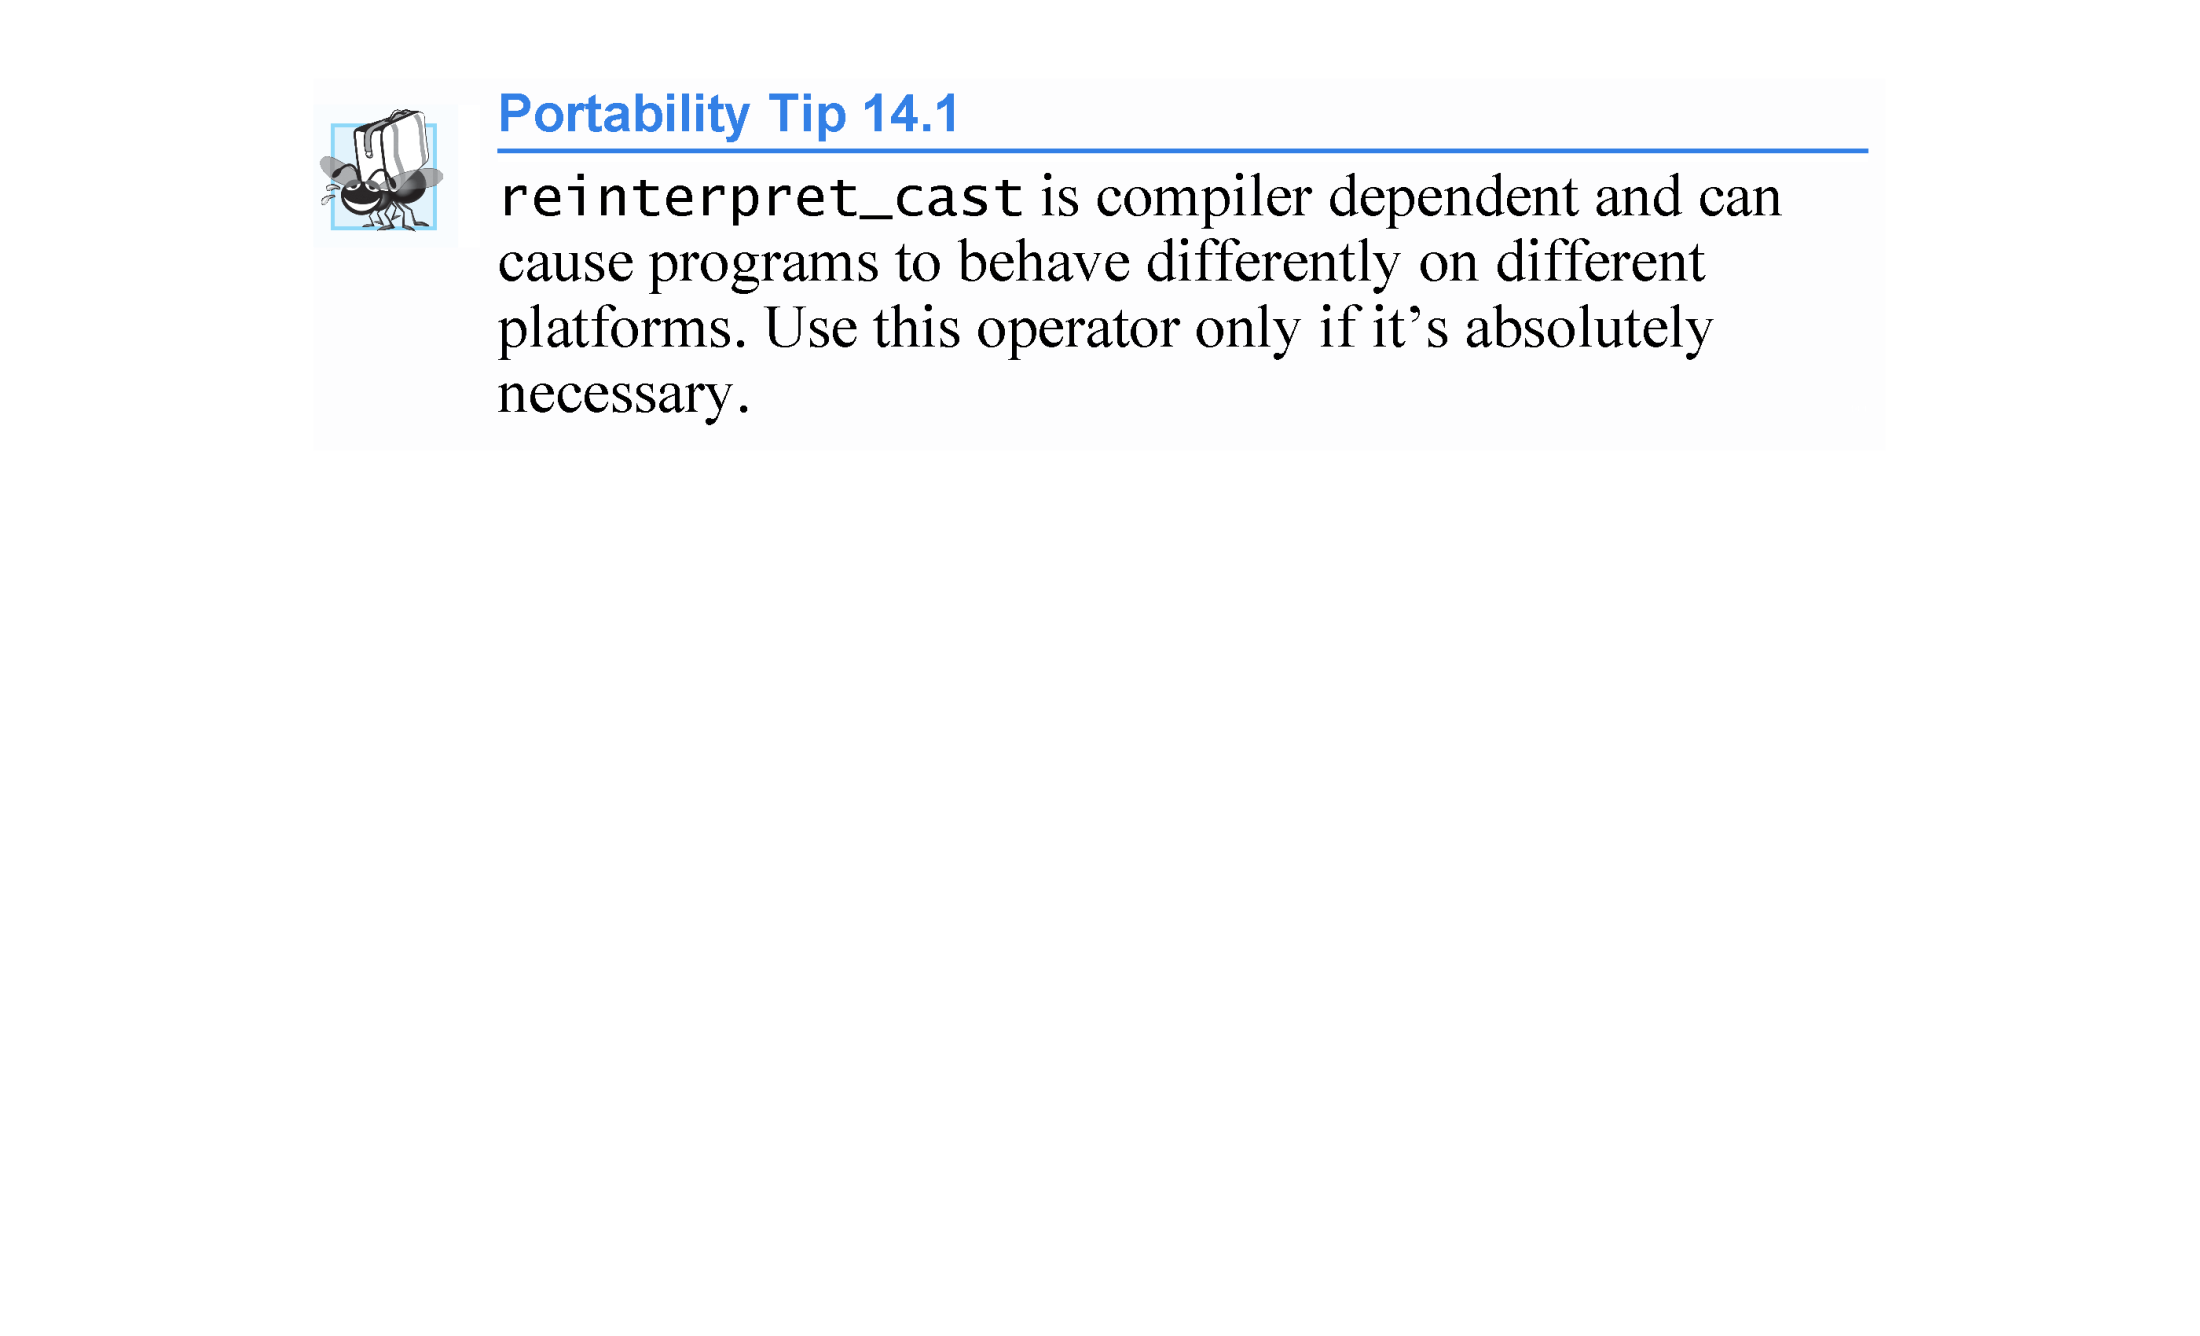 Portability Tip 14.1
reinterpret_cast is compiler dependent and can
cause programs to behave differently on different
platforms. Use this operator only if it’s absolutely
necessary.